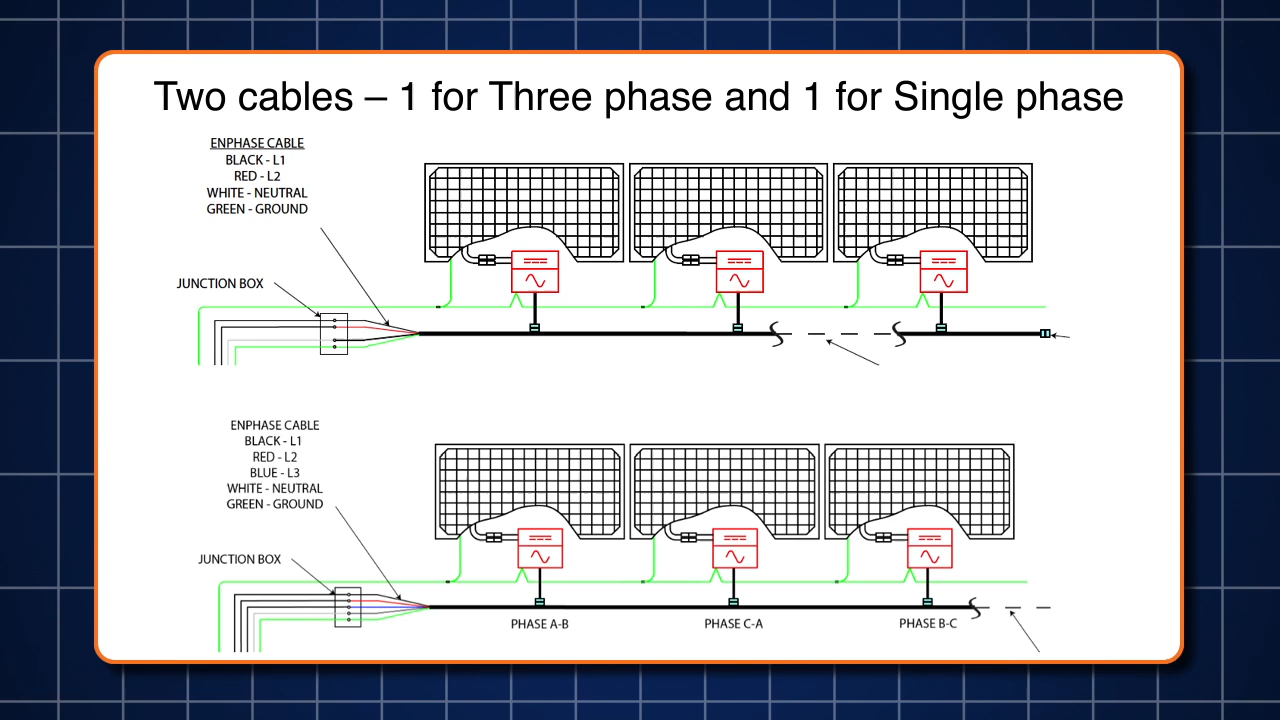 Two cables – 1 for Three phase and 1 for Single phase
ENPHASE CABLE
BLACK - L1
RED - L2
WHITE - NEUTRAL
GREEN - GROUND
JUNCTION BOX
ENPHASE CABLE
BLACK - L1
RED - L2
BLUE - L3
WHITE - NEUTRAL
GREEN - GROUND
JUNCTION BOX
PHASE A-B
PHASE C-A
PHASE B-C